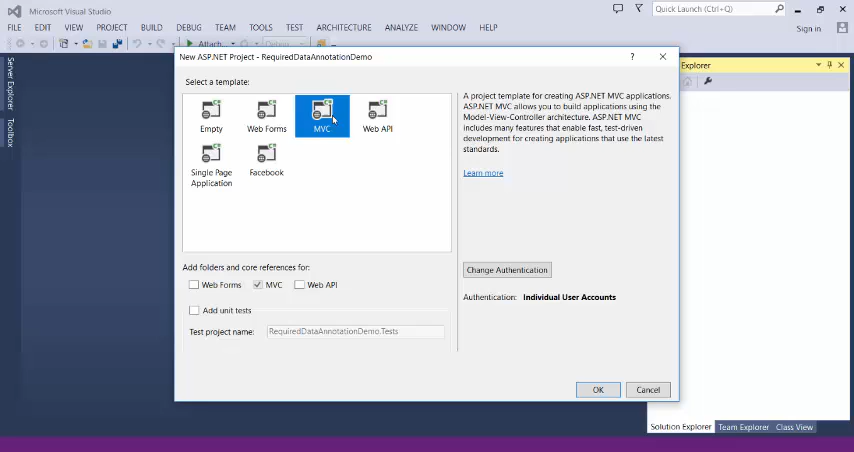 Microsoft Visual Studio
Quick Launch (Ctrl+Q)
FILE EDIT VIEW PROJECT BUILD DEBUG TEAM TOOLS TEST ARCHITECTURE ANALYZE WINDOW HELP
Sign in
Attach...
Server Explorer
Toolbox
Explorer
New ASP.NET Project - RequiredDataAnnotationDemo
Select a template:
Empty
Web Forms
MVC
Web API
Single Page
Application
Facebook
A project template for creating ASP.NET MVC applications.
ASP.NET MVC allows you to build applications using the
Model-View-Controller architecture. ASP.NET MVC
includes many features that enable fast, test-driven
development for creating applications that use the latest
standards.
Learn more
Change Authentication
Authentication: Individual User Accounts
Add folders and core references for:
Web Forms MVC Web API
Add unit tests
Test project name: RequiredDataAnnotationDemo.Tests
OK Cancel
Solution Explorer Team Explorer Class View